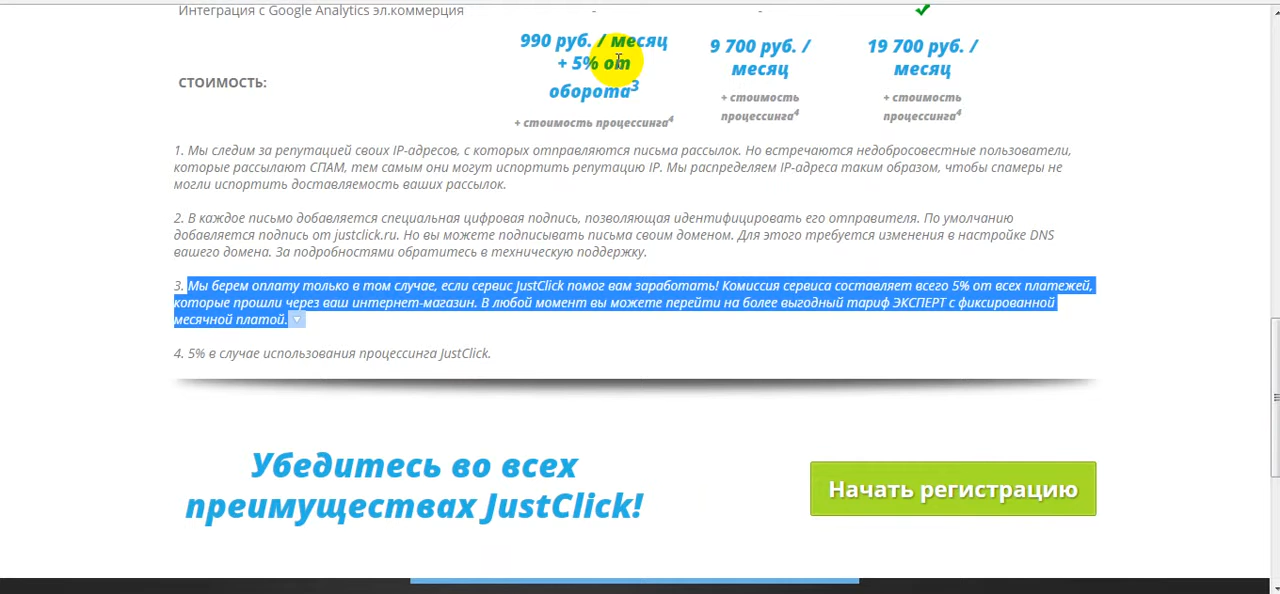 Интеграция с Google Analytics эл.коммерция - -
СТОИМОСТЬ:
990 руб. / месяц
+ 5% от
оборота3
+ стоимость процессинга4
9 700 руб. /
месяц
+ стоимость
процессинга4
19 700 руб. /
месяц
+ стоимость
процессинга4
1. Мы следим за репутацией своих IP-адресов, с которых отправляются письма рассылок. Но встречаются недобросовестные пользователи,
которые рассылают СПАМ, тем самым они могут испортить репутацию IP. Мы распределяем IP-адреса таким образом, чтобы спамеры не
могли испортить доставляемость ваших рассылок.
2. В каждое письмо добавляется специальная цифровая подпись, позволяющая идентифицировать его отправителя. По умолчанию
добавляется подпись от justclick.ru. Но вы можете подписывать письма своим доменом. Для этого требуется изменения в настройке DNS
вашего домена. За подробностями обратитесь в техническую поддержку.
3. Мы берем оплату только в том случае, если сервис JustClick помог вам заработать! Комиссия сервиса составляет всего 5% от всех платежей,
которые прошли через ваш интернет-магазин. В любой момент вы можете перейти на более выгодный тариф ЭКСПЕРТ с фиксированной
месячной платой.
4. 5% в случае использования процессинга JustClick.
Убедитесь во всех
преимуществах JustClick!
Начать регистрацию